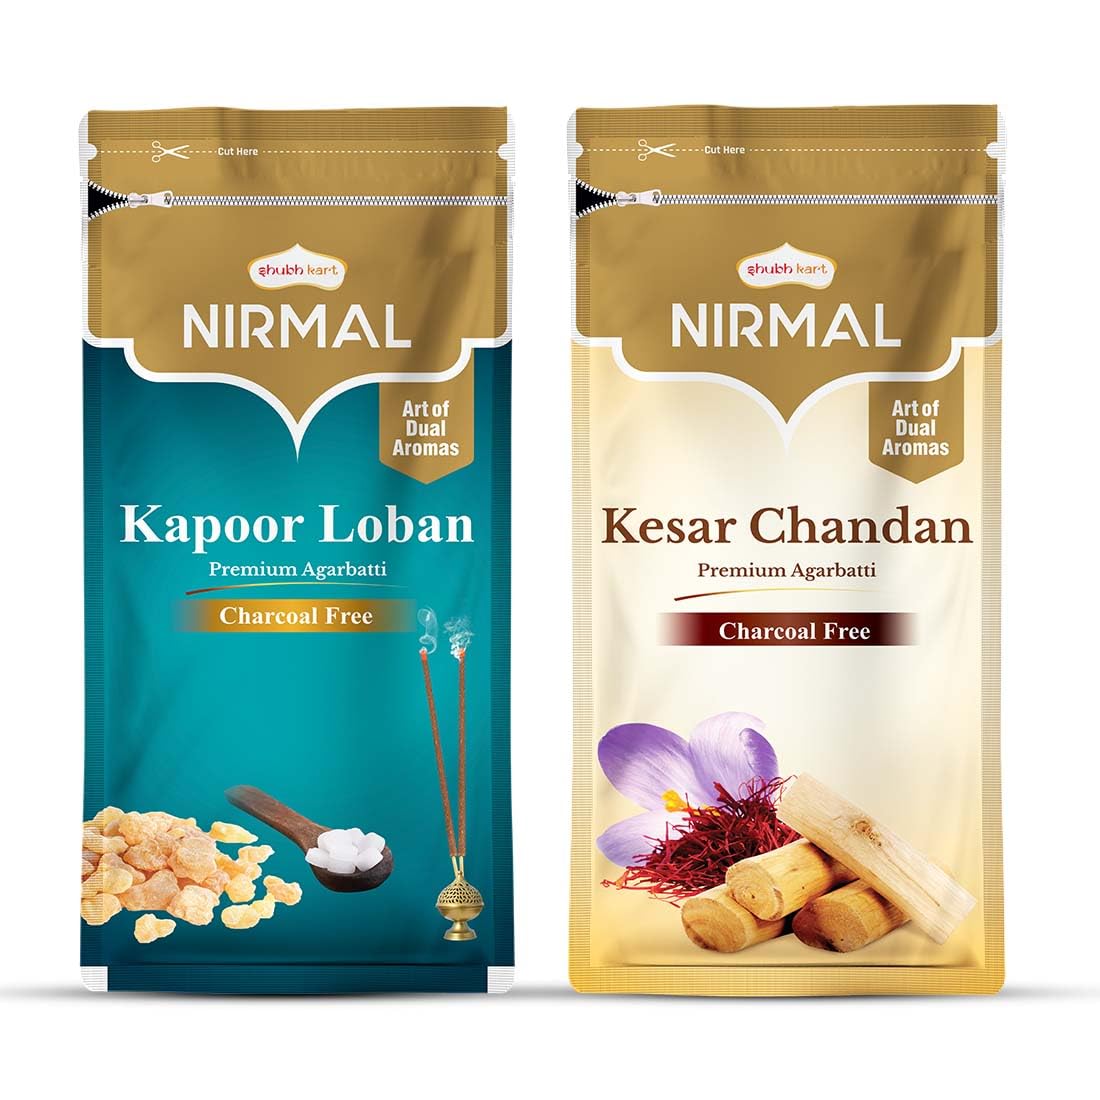 Cut Here
shubh kart
NIRMAL
Art of
Dual
Aromas
Kapoor Loban
Premium Agarbatti
Charcoal Free
Cut Here
shubh kart
NIRMAL
Art of
Dual
Aromas
Kesar Chandan
Premium Agarbatti
Charcoal Free